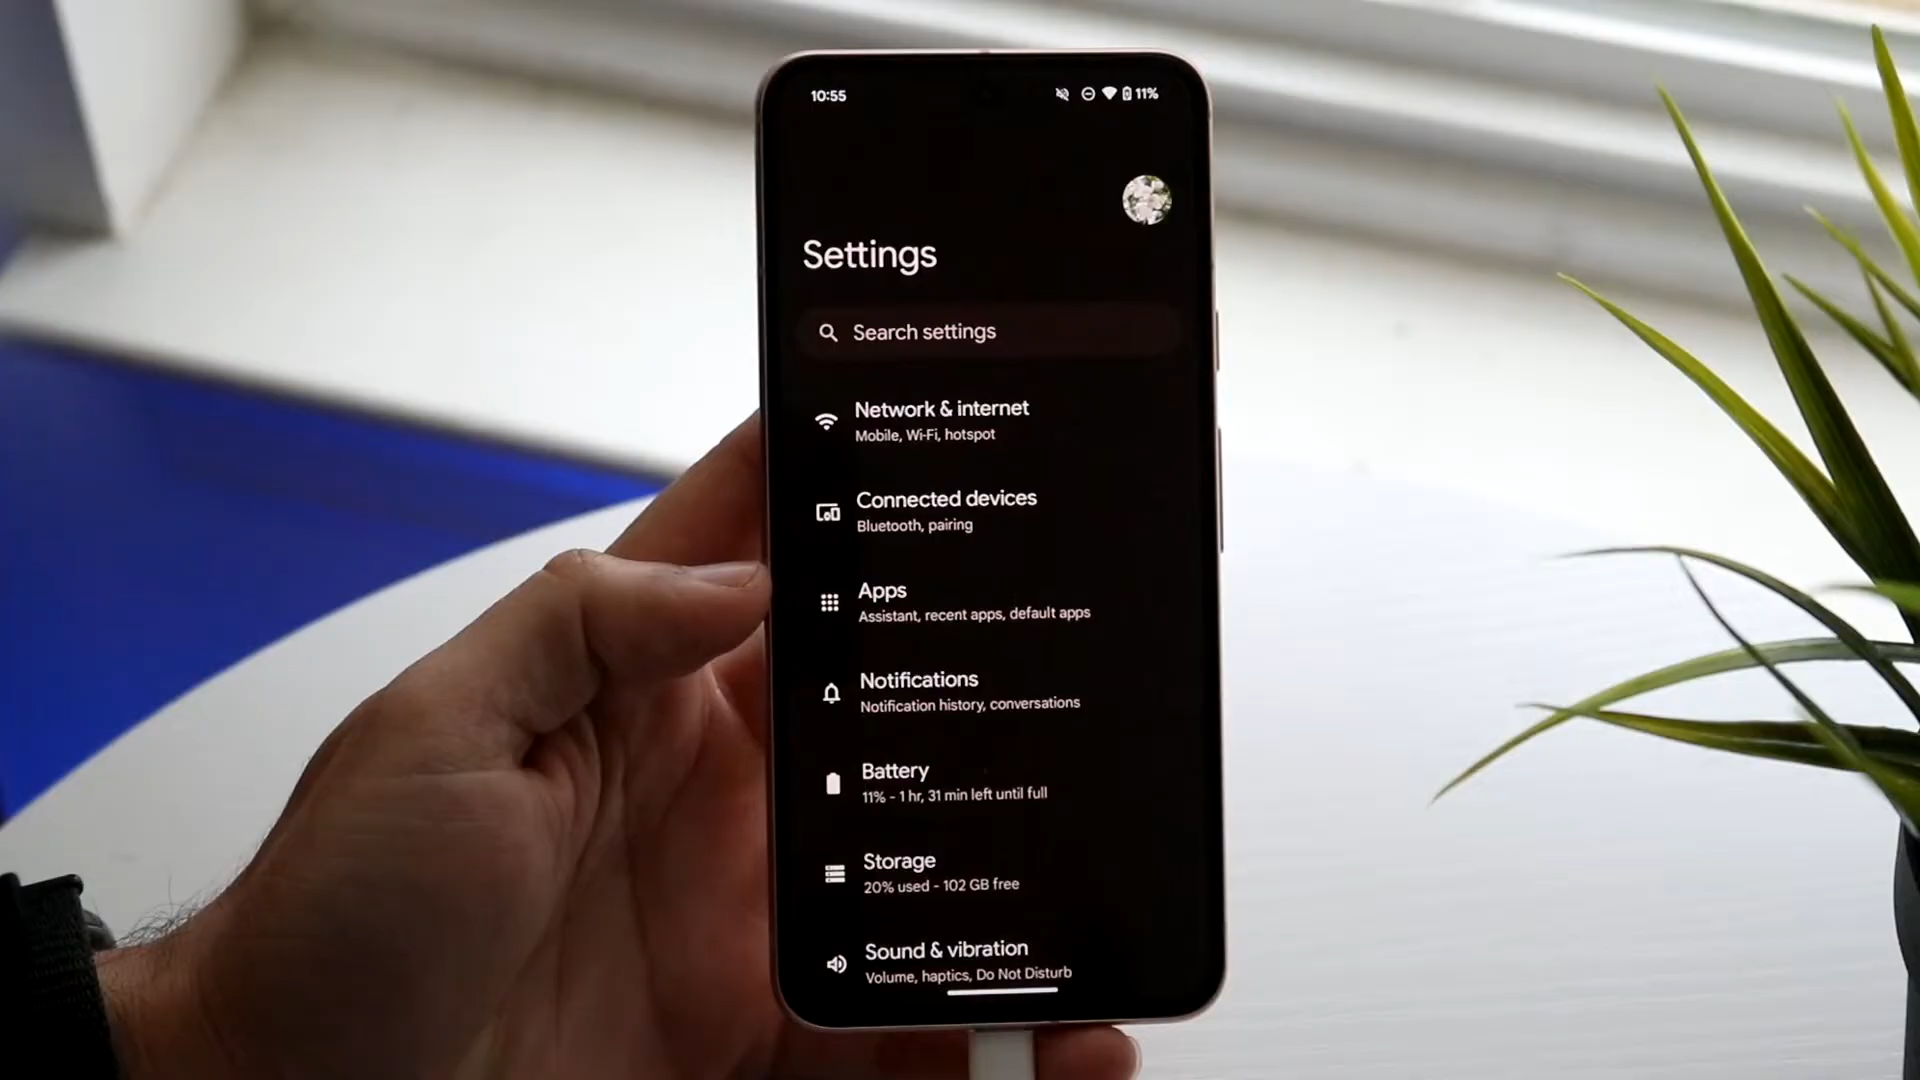 10:55
11%
Settings
Search settings
Network & internet
Mobile, Wi-Fi, hotspot
Connected devices
Bluetooth, pairing
Apps
Assistant, recent apps, default apps
Notifications
Notification history, conversations
Battery
11% - 1 hr, 31 min left until full
Storage
20% used - 102 GB free
Sound & vibration
Volume, haptics, Do Not Disturb